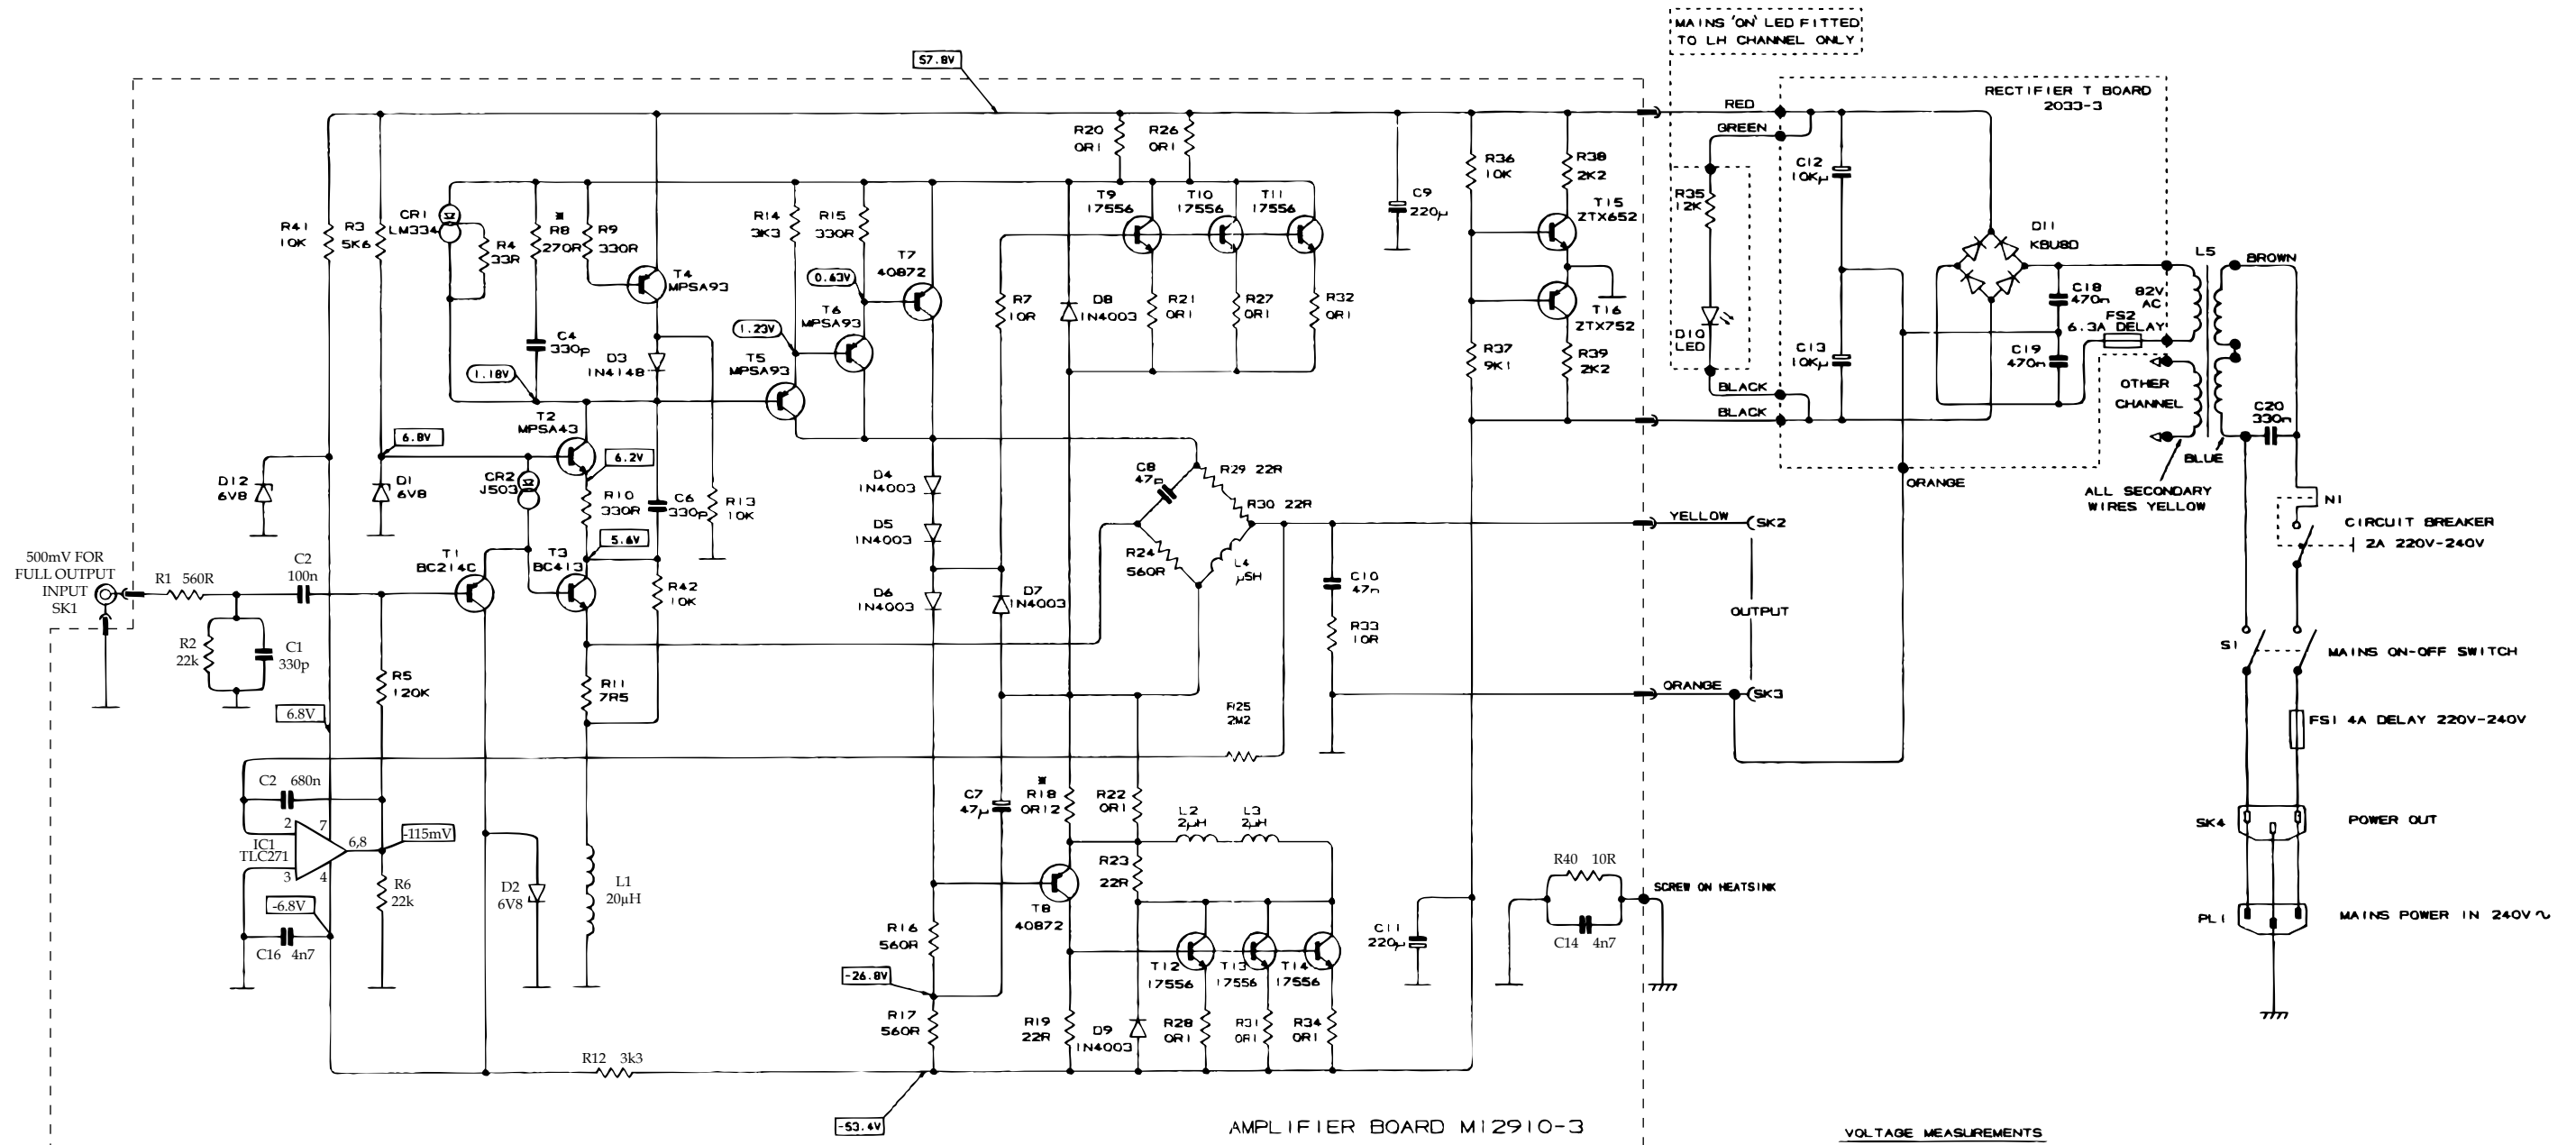 MAINS 'ON' LED FITTED
TO LH CHANNEL ONLY
57.8V
RECTIFIER T BOARD
2033-3
RED
GREEN
R20
0R1
R26
0R1
R36
10K
R38
2K2
C12
10Kµ
R41
10K
R3
5K6
CR1
LM334
R4
33R
※
R8
270R
R9
330R
T4
MPSA93
R14
3K3
R15
330R
T7
40872
0.63V
T9
17556
T10
17556
T11
17556
C9
220µ
T15
ZTX652
R35
12K
D11
KBU8D
L5
BROWN
R7
10R
D8
1N4003
R21
0R1
R27
0R1
R32
0R1
T16
ZTX752
D10
LED
C18
470n
82V
AC
FS2
6.3A DELAY
C4
330p
D3
1N4148
1.23V
T6
MPSA93
T5
MPSA93
1.18V
R37
9K1
R39
2K2
C13
10Kµ
C19
470n
OTHER
CHANNEL
BLACK
BLACK
C20
330n
BLUE
T2
MPSA43
6.8V
6.2V
D12
6V8
D1
6V8
CR2
J503
R10
330R
C6
330p
R13
10K
D4
1N4003
D5
1N4003
C8
47n
R29 22R
R30 22R
ORANGE
ALL SECONDARY
WIRES YELLOW
N1
CIRCUIT BREAKER
2A 220V-240V
YELLOW
SK2
5.6V
500mV FOR
FULL OUTPUT
INPUT
SK1
R1 560R
C2
100n
T1
BC214C
T3
BC413
R42
10K
D6
1N4003
D7
1N4003
R24
560R
L4
µ5H
C10
47n
R33
10R
OUTPUT
R2
22k
C1
330p
R5
120K
R11
7R5
S1
MAINS ON-OFF SWITCH
ORANGE
SK3
6.8V
R25
2M2
FS1 4A DELAY 220V-240V
C2 680n
C7
47µ
※
R18
0R12
R22
0R1
L2
2µH
L3
2µH
2
7
IC1
TLC271
6,8
-115mV
3
4
SK4
POWER OUT
R23
22R
R40 10R
SCREW ON HEATSINK
C14 4n7
-6.8V
R6
22k
D2
6V8
L1
20µH
T8
40872
PL1
MAINS POWER IN 240V ~
C16 4n7
R16
560R
C11
220µ
-26.8V
T12
17556
T13
17556
T14
17556
R17
560R
R19
22R
D9
1N4003
R28
0R1
R31
0R1
R34
0R1
R12 3k3
-53.4V
AMPLIFIER BOARD M12910-3
VOLTAGE MEASUREMENTS